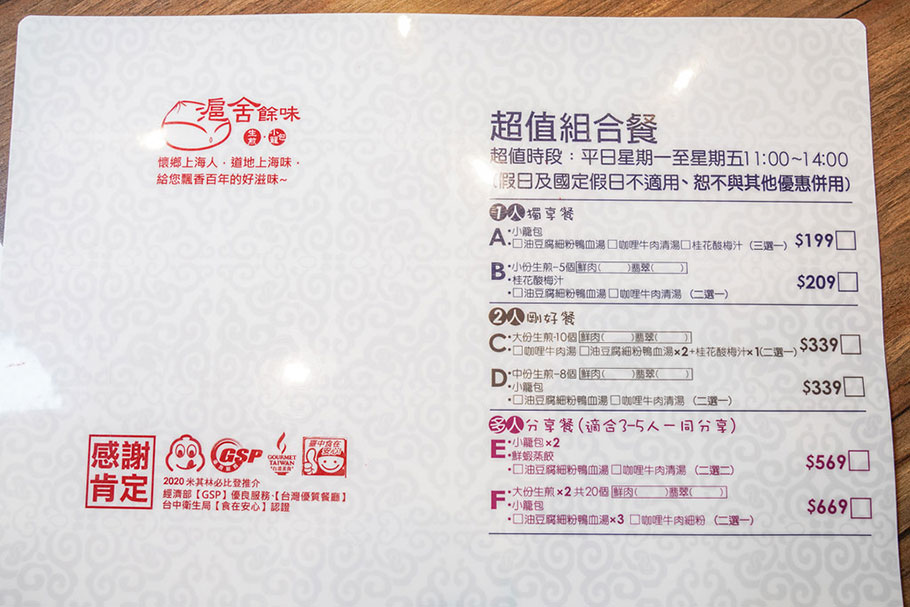 滬舍餘味
生煎・小籠包
懷鄉上海人．道地上海味．
給您飄香百年的好滋味~
感謝
肯定
GSP
GOURMET
TAIWAN
臺中食在
安心
2020 米其林必比登推介
經濟部【GSP】優良服務‧【台灣優質餐廳】
台中衛生局【食在安心】認證
超值組合餐
超值時段：平日星期一至星期五11:00~14:00
(假日及國定假日不適用、恕不與其他優惠併用)
1人獨享餐
A
・小籠包
・□油豆腐細粉鴨血湯□咖哩牛肉清湯□桂花酸梅汁（三選一）
$199□
B
・小份生煎-5個 鮮肉( )翡翠( )
・桂花酸梅汁
・□油豆腐細粉鴨血湯□咖哩牛肉清湯（二選一）
$209□
2人剛好餐
C
・大份生煎-10個 鮮肉( )翡翠( )
・□咖哩牛肉湯 □油豆腐細粉鴨血湯×2+桂花酸梅汁×1(二選一)
$339□
D
・中份生煎-8個 鮮肉( )翡翠( )
・小籠包
・□油豆腐細粉鴨血湯□咖哩牛肉清湯（二選一）
$339□
多人分享餐(適合3-5人一同分享)
E
・小籠包×2
・鮮蝦蒸餃
・□油豆腐細粉鴨血湯□咖哩牛肉清湯（二選二）
$569□
F
・大份生煎×2 共20個 鮮肉( )翡翠( )
・小籠包
・□油豆腐細粉鴨血湯×3 □咖哩牛肉細粉（二選一）
$669□